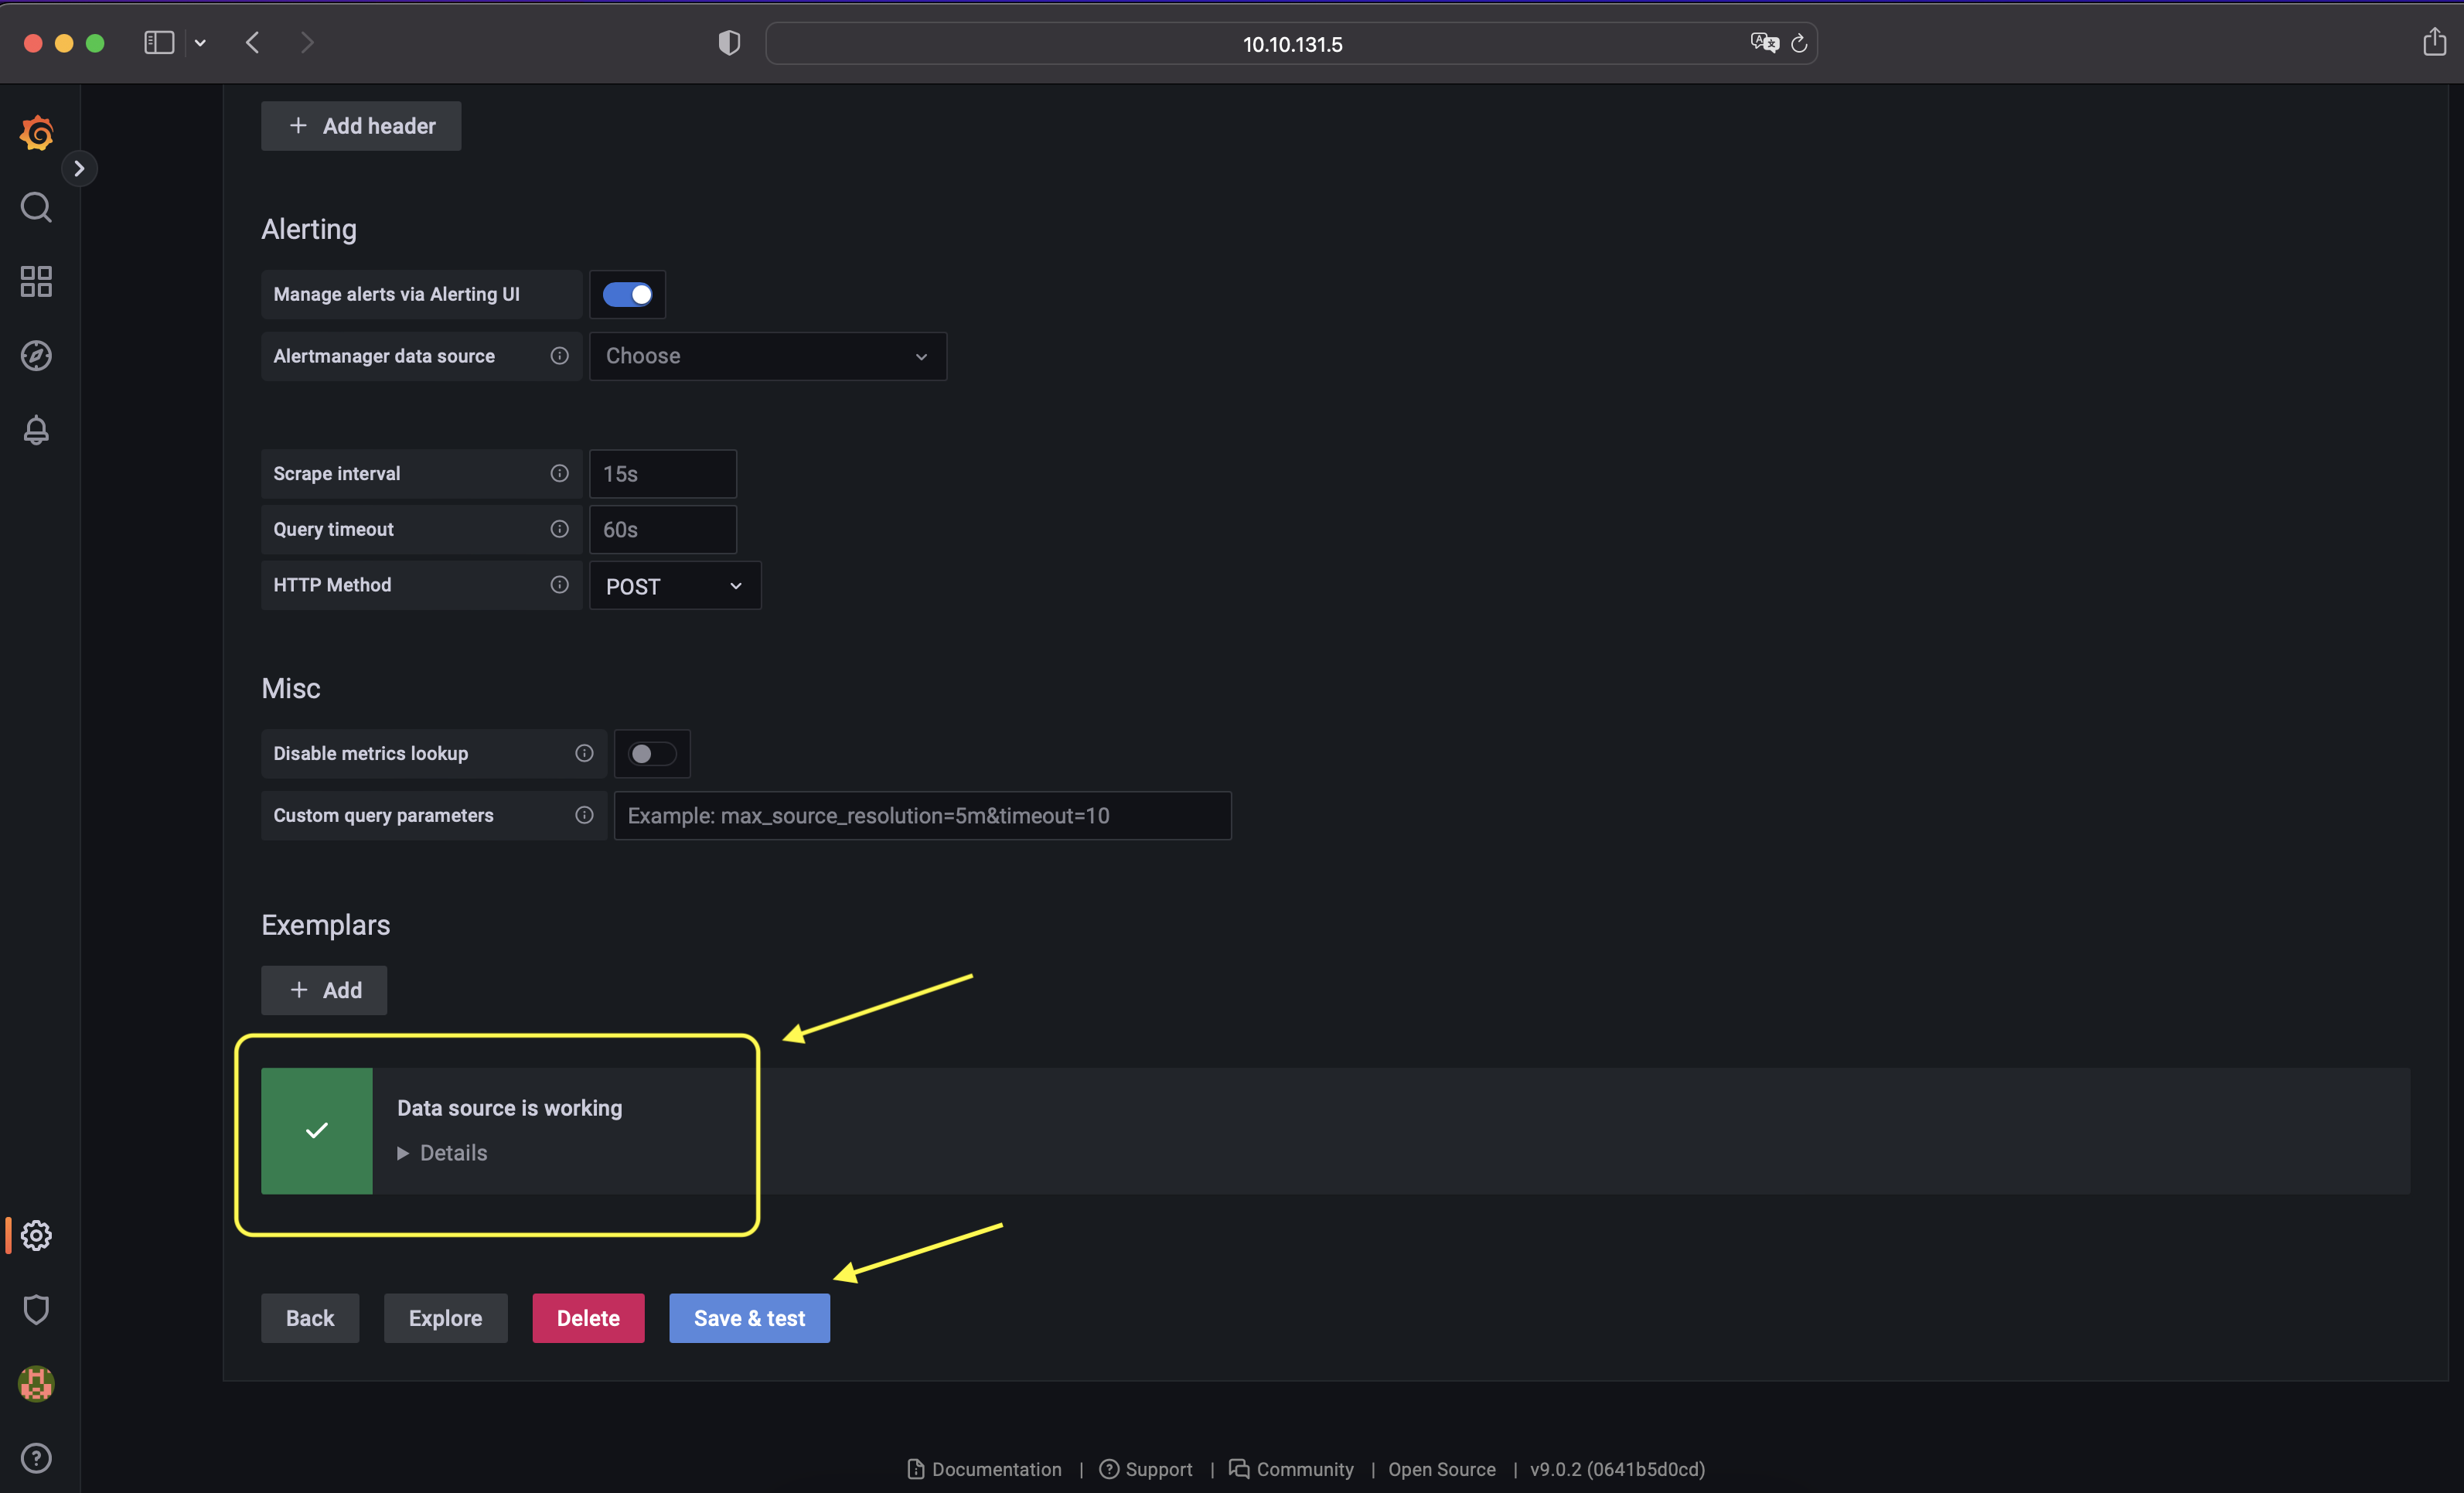 10.10.131.5
Add header
Alerting
Manage alerts via Alerting UI
Alertmanager data source
Choose
Scrape interval
15s
Query timeout
60s
HTTP Method
POST
Misc
Disable metrics lookup
Custom query parameters
Example: max_source_resolution=5m&timeout=10
Exemplars
Add
Data source is working
Details
Back
Explore
Delete
Save & test
Documentation | Support | Community | Open Source | v9.0.2 (0641b5d0cd)